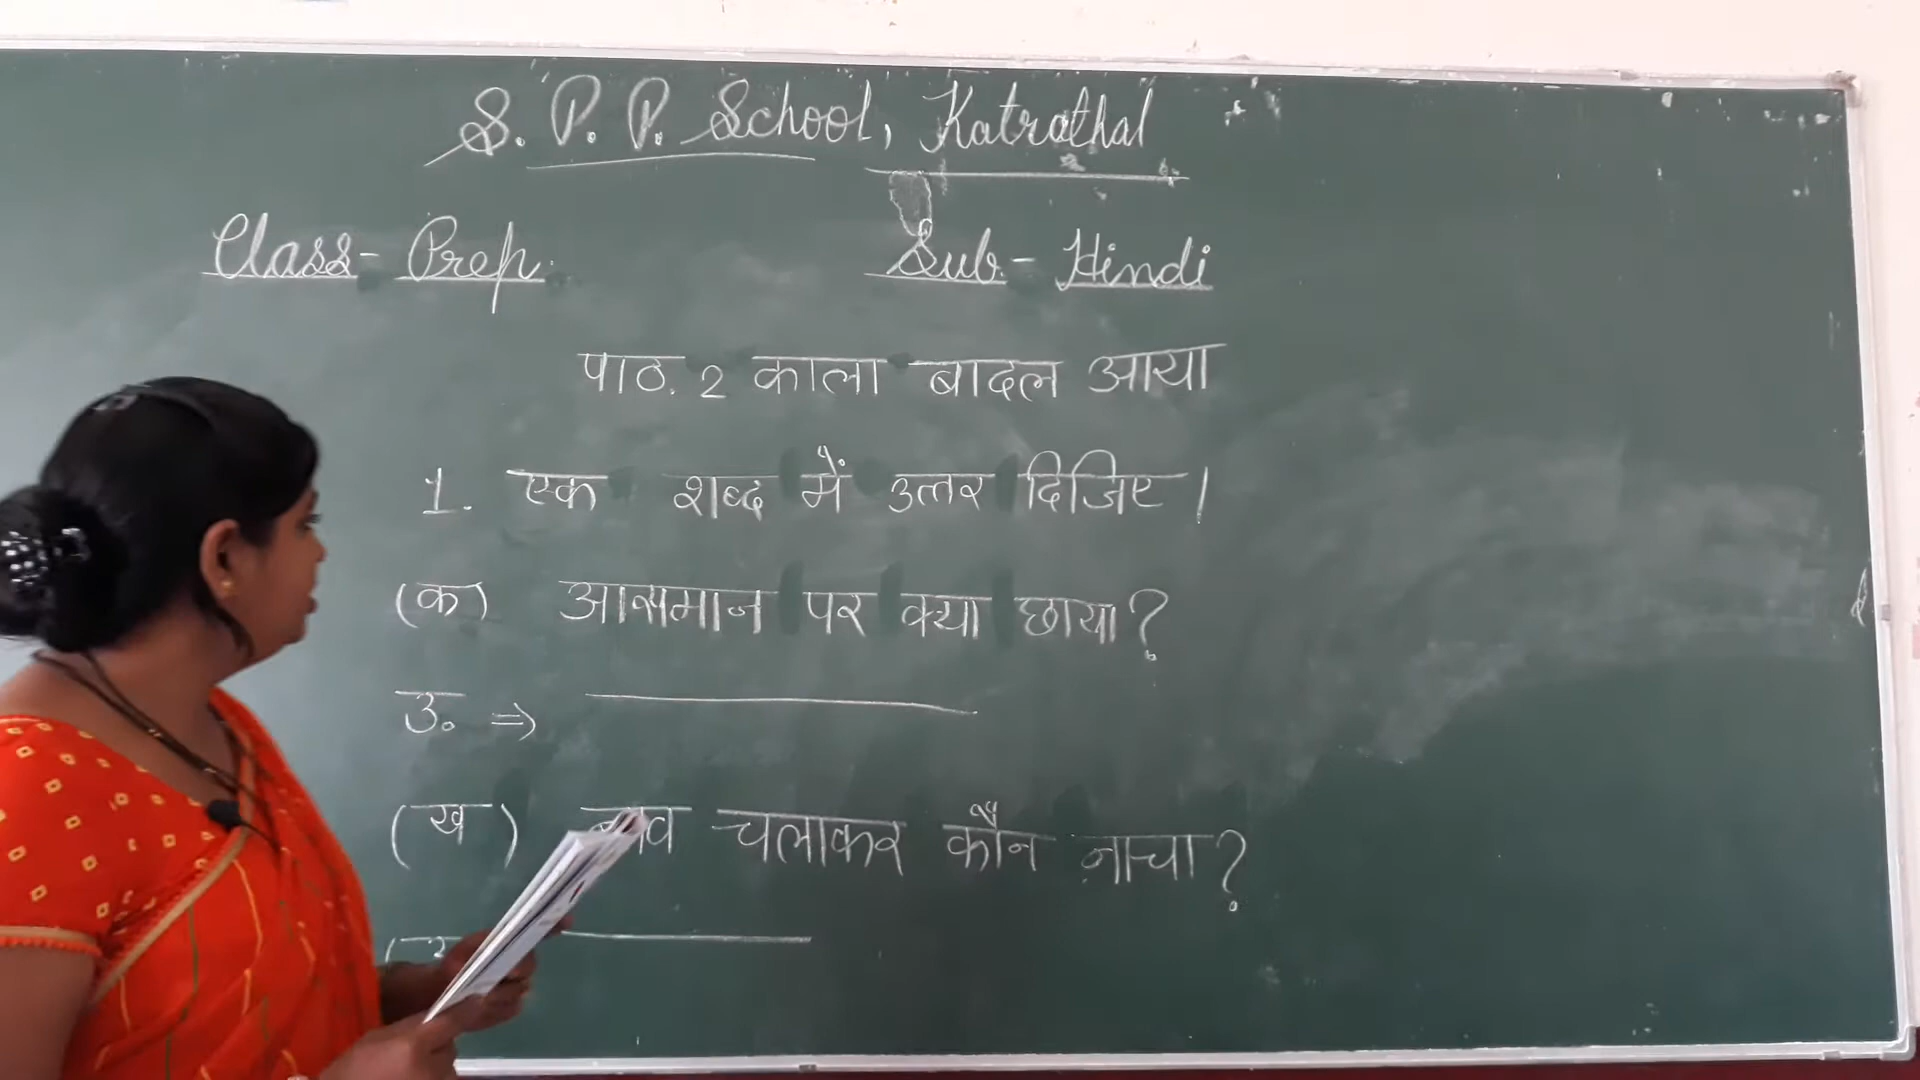 S. P. P. School, Katrathal
Class- Prep. Sub.- Hindi
पाठ. 2 काला बादल आया
1. एक शब्द में उत्तर दिजिए।
(क) आसमान पर क्या छाया?
उ. ⇒
(ख) चलाकर कौन नाचा?